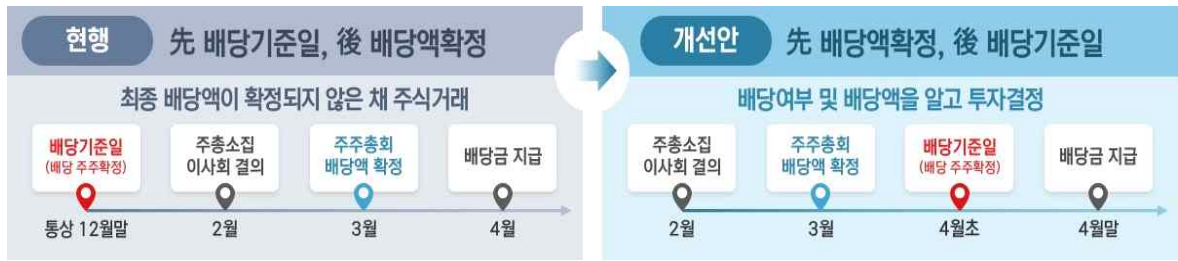 현행
先 배당기준일, 後 배당액확정
최종 배당액이 확정되지 않은 채 주식거래
배당기준일
(배당 주주확정)
주총소집
이사회 결의
주주총회
배당액 확정
배당금 지급
통상 12월말
2월
3월
4월
개선안
先 배당액확정, 後 배당기준일
배당여부 및 배당액을 알고 투자결정
주총소집
이사회 결의
주주총회
배당액 확정
배당기준일
(배당 주주확정)
배당금 지급
2월
3월
4월초
4월말